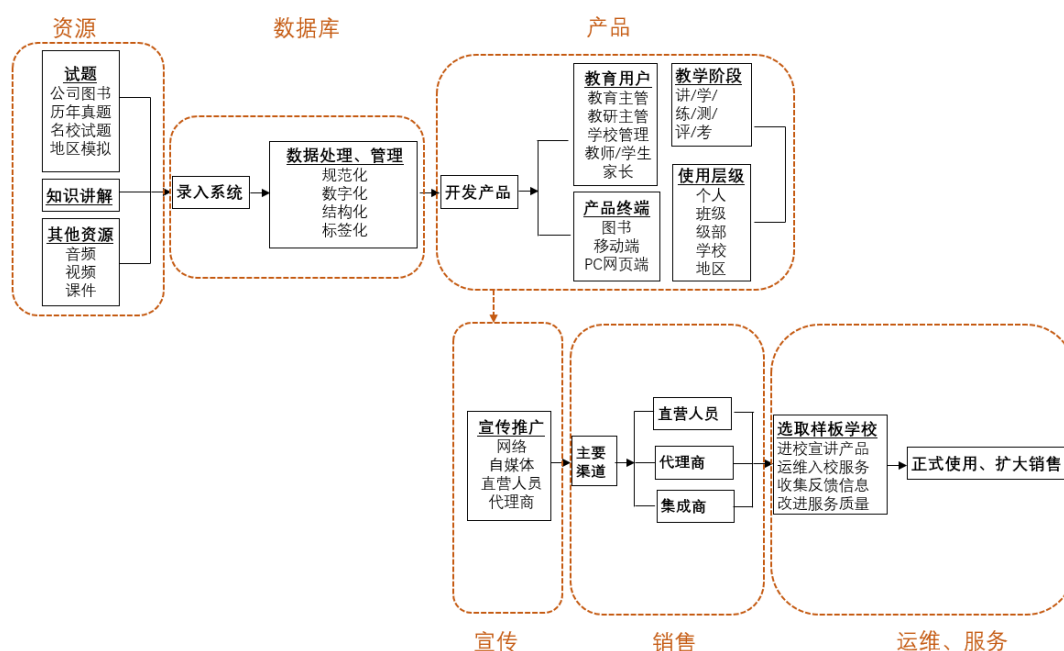 资源
数据库
产品
试题
公司图书
历年真题
名校试题
地区模拟
知识讲解
其他资源
音频
视频
课件
录入系统
数据处理、管理
规范化
数字化
结构化
标签化
开发产品
教育用户
教育主管
教研主管
学校管理
教师/学生
家长
产品终端
图书
移动端
PC网页端
教学阶段
讲/学/
练/测/
评/考
使用层级
个人
班级
级部
学校
地区
宣传推广
网络
自媒体
直营人员
代理商
主要
渠道
直营人员
代理商
集成商
选取样板学校
进校宣讲产品
运维入校服务
收集反馈信息
改进服务质量
正式使用、扩大销售
宣传
销售
运维、服务